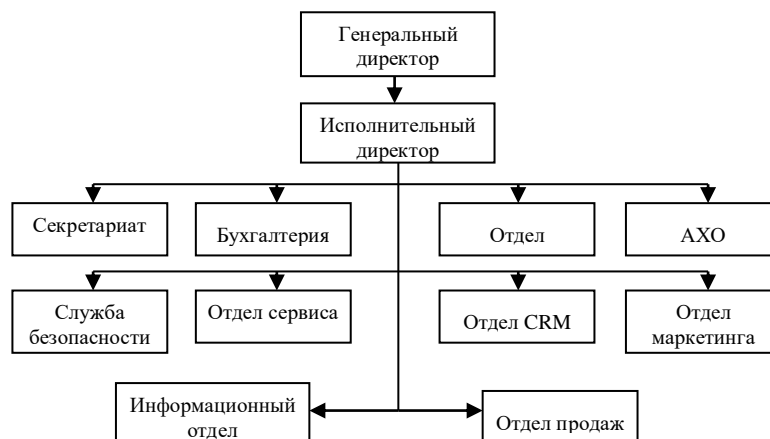 Генеральный
директор
Исполнительный
директор
Секретариат
Бухгалтерия
Отдел
АХО
Служба
безопасности
Отдел сервиса
Отдел CRM
Отдел
маркетинга
Информационный
отдел
Отдел продаж